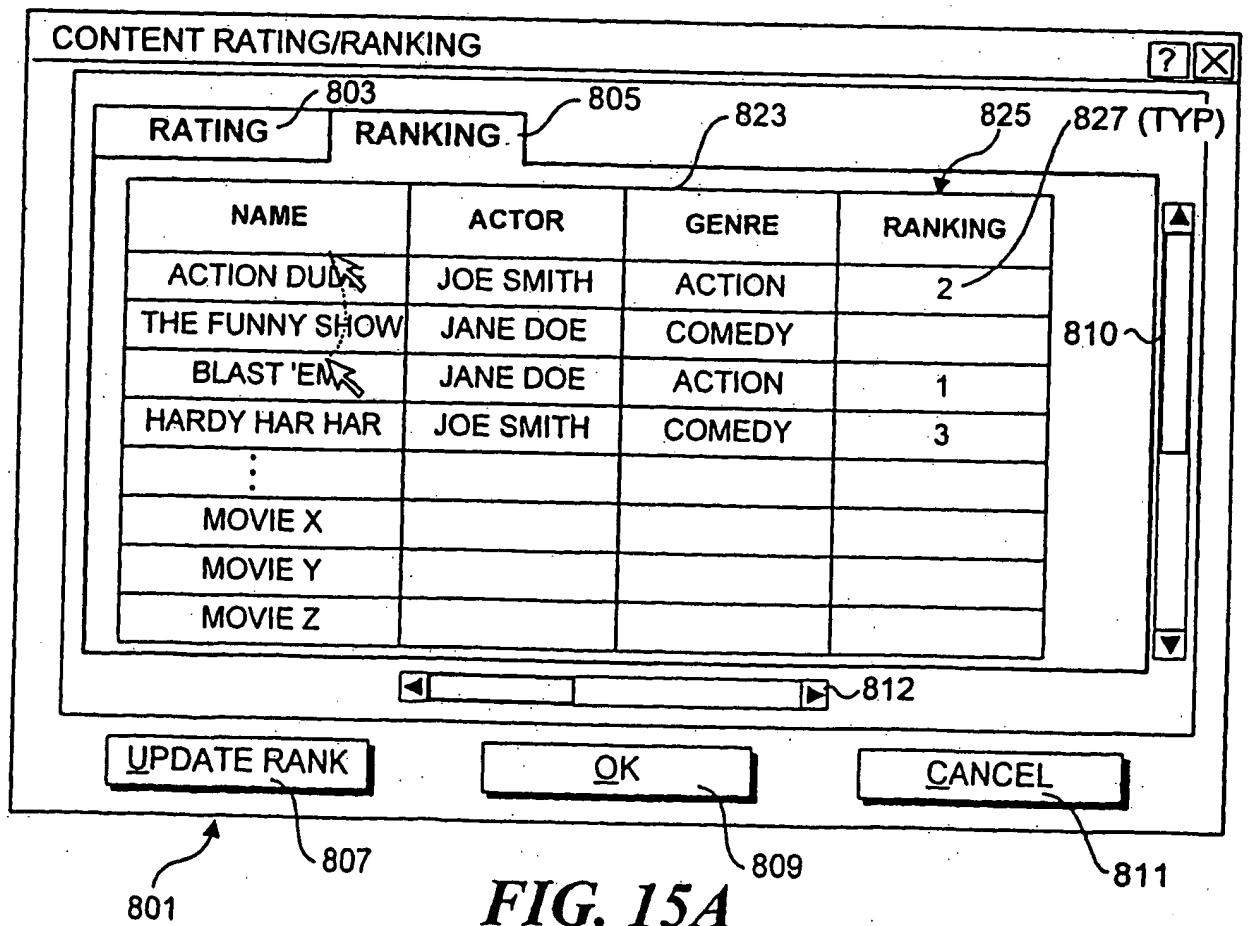 CONTENT RATING/RANKING
? X
803 805 823 825 827 (TYP)
RATING RANKING
NAME ACTOR GENRE RANKING
ACTION DUDE JOE SMITH ACTION 2
THE FUNNY SHOW JANE DOE COMEDY
810
BLAST 'EM JANE DOE ACTION 1
HARDY HAR HAR JOE SMITH COMEDY 3
MOVIE X
MOVIE Y
MOVIE Z
812
UPDATE RANK OK CANCEL
807 809 811
801
FIG. 15A